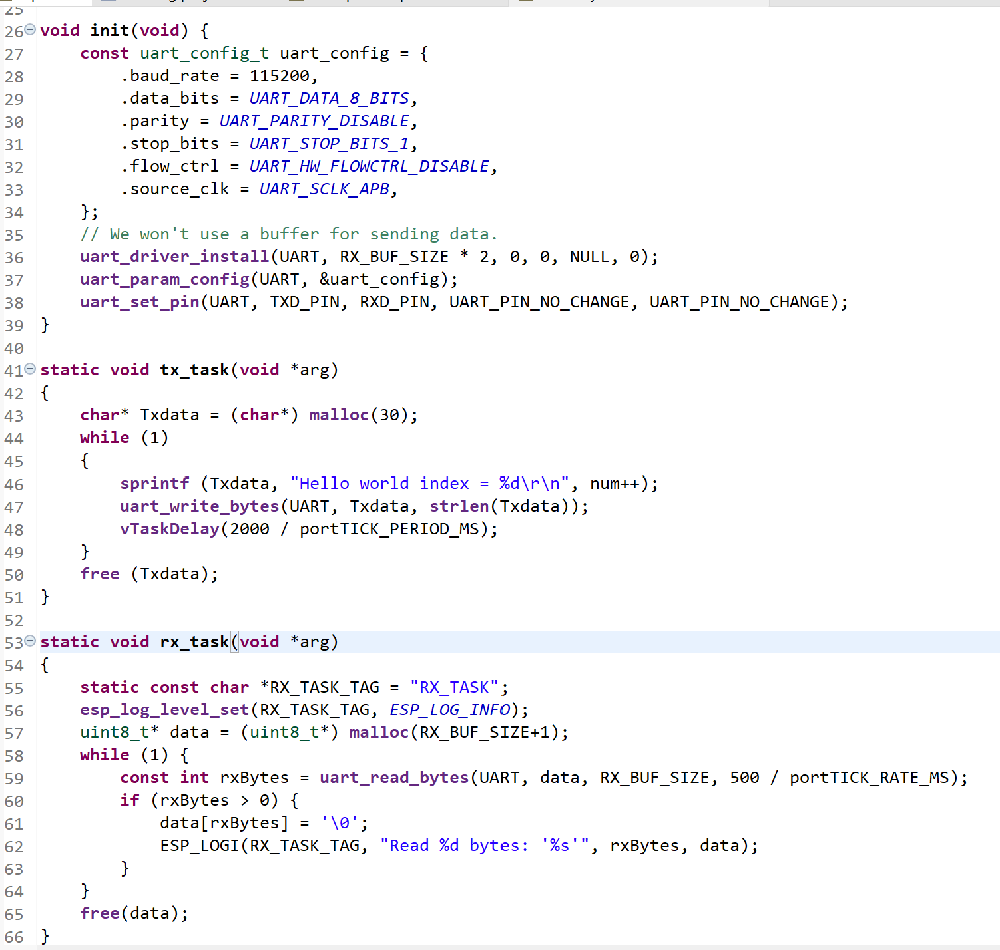 25
26 void init(void) {
27     const uart_config_t uart_config = {
28         .baud_rate = 115200,
29         .data_bits = UART_DATA_8_BITS,
30         .parity = UART_PARITY_DISABLE,
31         .stop_bits = UART_STOP_BITS_1,
32         .flow_ctrl = UART_HW_FLOWCTRL_DISABLE,
33         .source_clk = UART_SCLK_APB,
34     };
35     // We won't use a buffer for sending data.
36     uart_driver_install(UART, RX_BUF_SIZE * 2, 0, 0, NULL, 0);
37     uart_param_config(UART, &uart_config);
38     uart_set_pin(UART, TXD_PIN, RXD_PIN, UART_PIN_NO_CHANGE, UART_PIN_NO_CHANGE);
39 }
40
41 static void tx_task(void *arg)
42 {
43     char* Txdata = (char*) malloc(30);
44     while (1)
45     {
46         sprintf (Txdata, "Hello world index = %d\r\n", num++);
47         uart_write_bytes(UART, Txdata, strlen(Txdata));
48         vTaskDelay(2000 / portTICK_PERIOD_MS);
49     }
50     free (Txdata);
51 }
52
53 static void rx_task(void *arg)
54 {
55     static const char *RX_TASK_TAG = "RX_TASK";
56     esp_log_level_set(RX_TASK_TAG, ESP_LOG_INFO);
57     uint8_t* data = (uint8_t*) malloc(RX_BUF_SIZE+1);
58     while (1) {
59         const int rxBytes = uart_read_bytes(UART, data, RX_BUF_SIZE, 500 / portTICK_RATE_MS);
60         if (rxBytes > 0) {
61             data[rxBytes] = '\0';
62             ESP_LOGI(RX_TASK_TAG, "Read %d bytes: '%s'", rxBytes, data);
63         }
64     }
65     free(data);
66 }